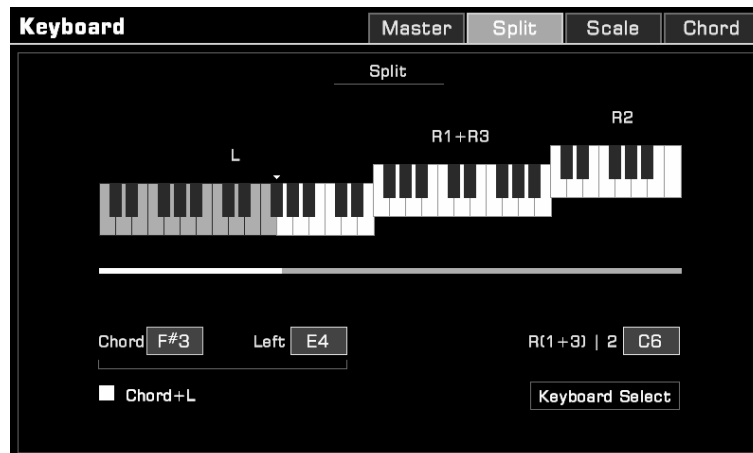 Keyboard Master Split Scale Chord
Split
R2
R1+R3
L
Chord F#3 Left E4 R(1+3) | 2 C6
Chord+L Keyboard Select